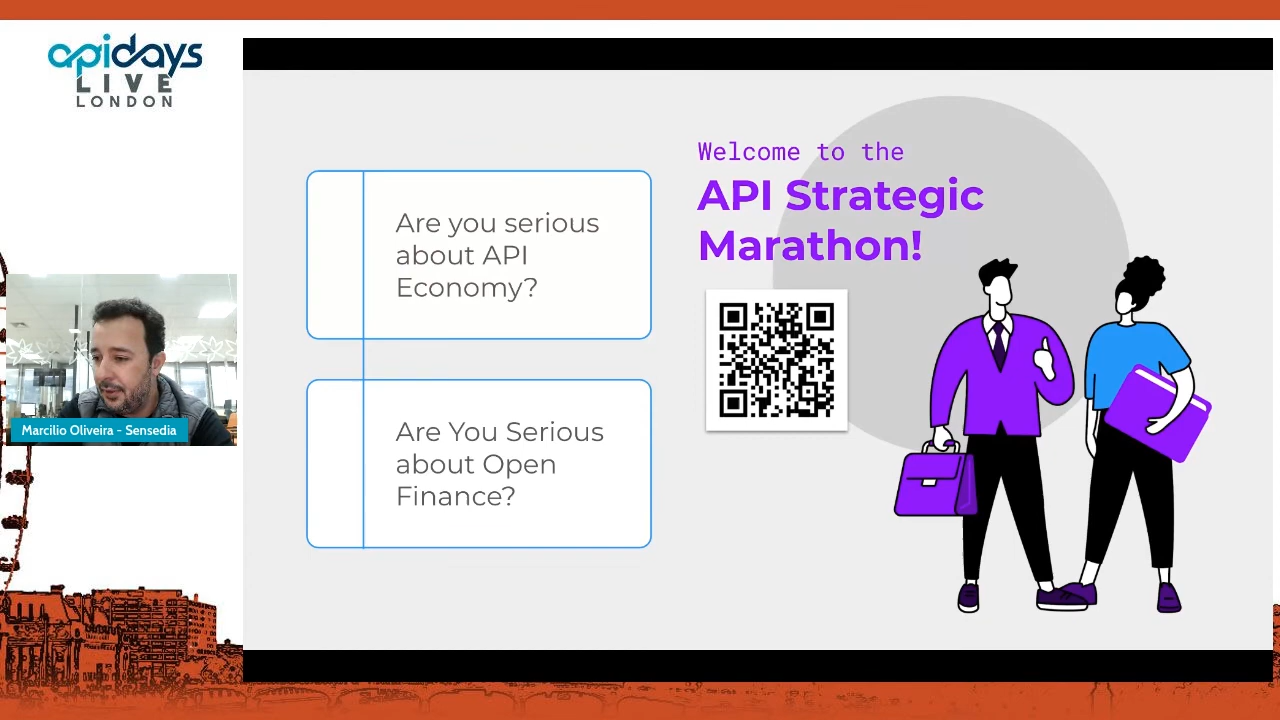 apidays
LIVE
LONDON
Welcome to the
API Strategic
Marathon!
Are you serious
about API
Economy?
Are You Serious
about Open
Finance?
Marcilio Oliveira - Sensedia